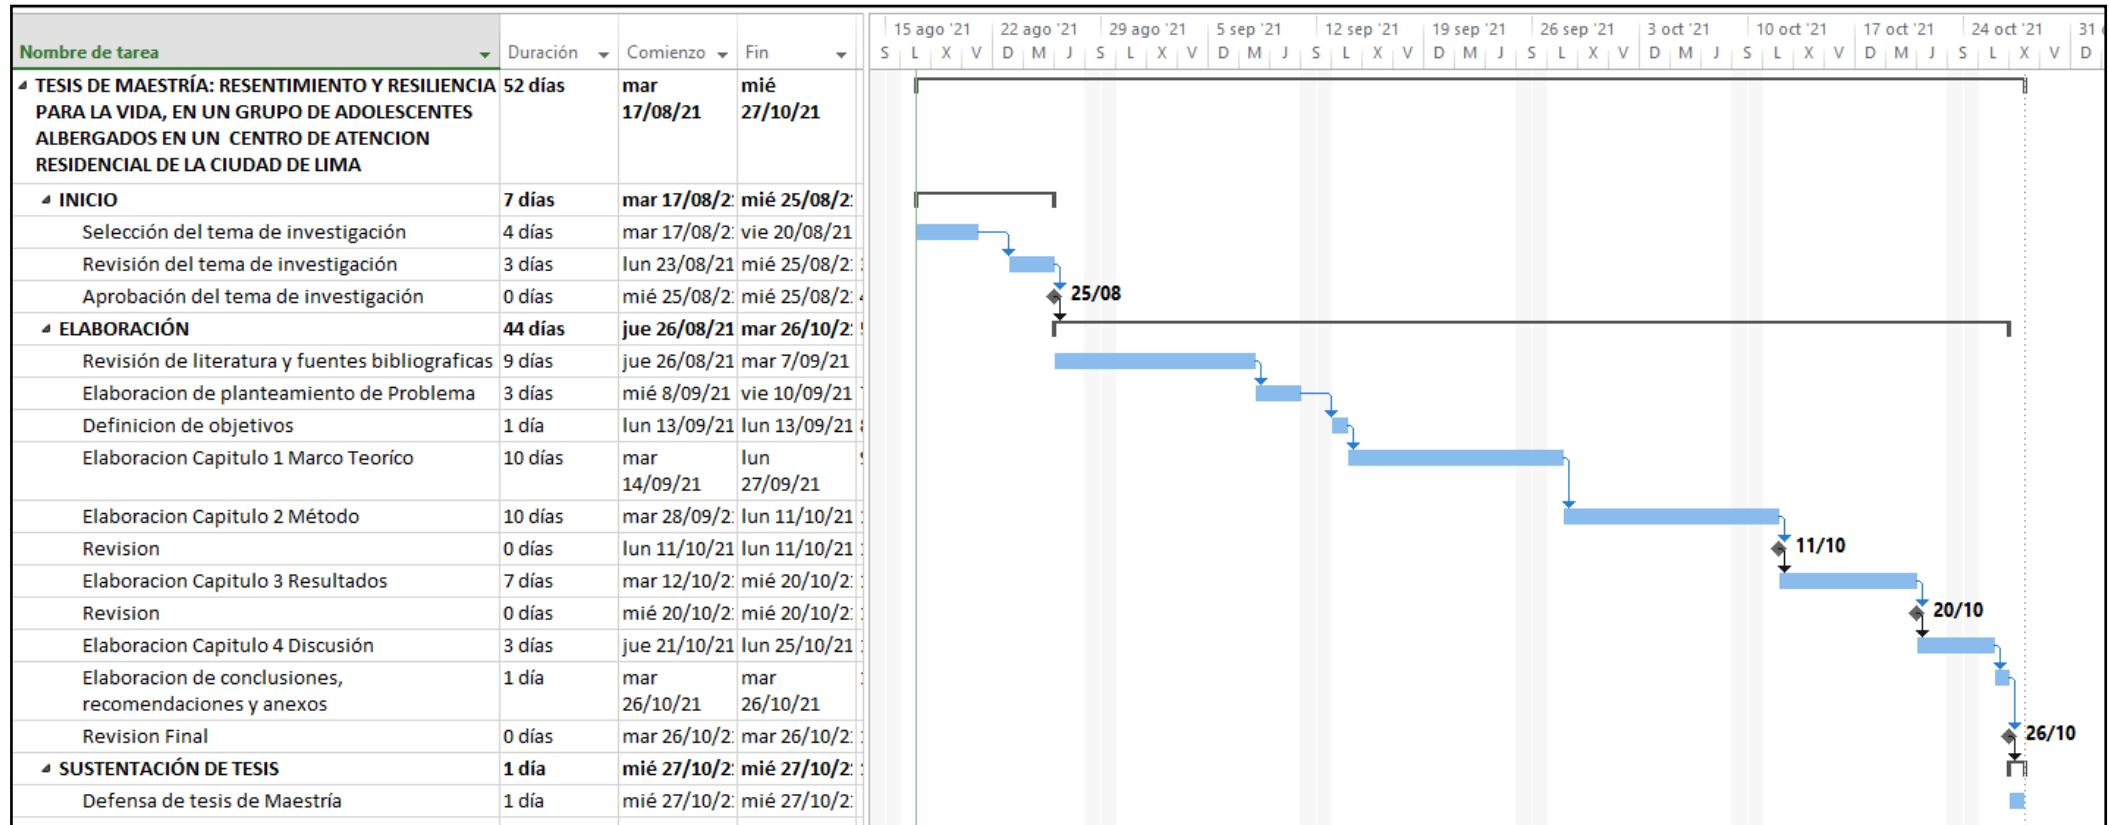 15 ago '21 22 ago '21 29 ago '21 5 sep '21 12 sep '21 19 sep '21 26 sep '21 3 oct '21 10 oct '21 17 oct '21 24 oct '21 31
Nombre de tarea Duración Comienzo Fin S L X V D M J S L X V D M J S L X V D M J S L X V D M J S L X V D M J S L X V D
TESIS DE MAESTRÍA: RESENTIMIENTO Y RESILIENCIA 52 días mar mié
PARA LA VIDA, EN UN GRUPO DE ADOLESCENTES 17/08/21 27/10/21
ALBERGADOS EN UN CENTRO DE ATENCION
RESIDENCIAL DE LA CIUDAD DE LIMA
INICIO 7 días mar 17/08/2 mié 25/08/2
Selección del tema de investigación 4 días mar 17/08/2 vie 20/08/21
Revisión del tema de investigación 3 días lun 23/08/21 mié 25/08/2
Aprobación del tema de investigación 0 días mié 25/08/2 mié 25/08/2 25/08
ELABORACIÓN 44 días jue 26/08/21 mar 26/10/2
Revisión de literatura y fuentes bibliograficas 9 días jue 26/08/21 mar 7/09/21
Elaboracion de planteamiento de Problema 3 días mié 8/09/21 vie 10/09/21
Definicion de objetivos 1 día lun 13/09/21 lun 13/09/21
Elaboracion Capitulo 1 Marco Teoríco 10 días mar lun
14/09/21 27/09/21
Elaboracion Capitulo 2 Método 10 días mar 28/09/2 lun 11/10/21
Revision 0 días lun 11/10/21 lun 11/10/21 11/10
Elaboracion Capitulo 3 Resultados 7 días mar 12/10/2 mié 20/10/2
Revision 0 días mié 20/10/2 mié 20/10/2 20/10
Elaboracion Capitulo 4 Discusión 3 días jue 21/10/21 lun 25/10/21
Elaboracion de conclusiones, 1 día mar mar
recomendaciones y anexos 26/10/21 26/10/21
Revision Final 0 días mar 26/10/2 mar 26/10/2 26/10
SUSTENTACIÓN DE TESIS 1 día mié 27/10/2 mié 27/10/2
Defensa de tesis de Maestría 1 día mié 27/10/2 mié 27/10/2